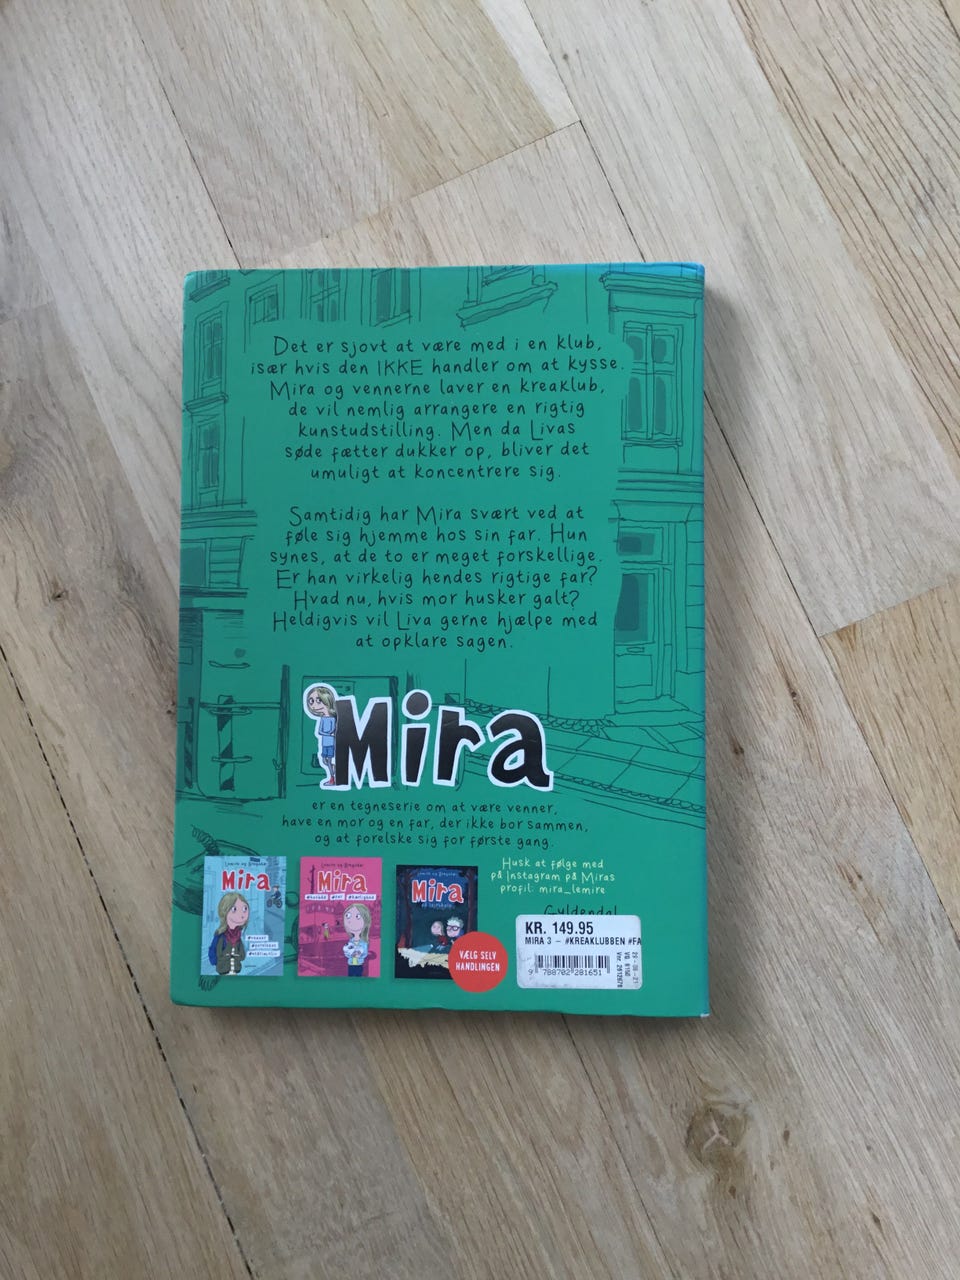 Det er sjovt at være med i en klub,
især hvis den IKKE handler om at kysse.
Mira og vennerne laver en kreaklub,
de vil nemlig arrangere en rigtig
kunstudstilling. Men da Livas
søde fætter dukker op, bliver det
umuligt at koncentrere sig.
Samtidig har Mira svært ved at
føle sig hjemme hos sin far. Hun
synes, at de to er meget forskellige.
Er han virkelig hendes rigtige far?
Hvad nu, hvis mor husker galt?
Heldigvis vil Liva gerne hjælpe med
at opklare sagen.
Mira
er en tegneserie om at være venner,
have en mor og en far, der ikke bor sammen,
og at forelske sig for første gang.
Mira
Mira
Mira
VÆLG SELV
HANDLINGEN
Husk at følge med
på Instagram på Miras
profil: mira_lemire
Gyldendal
KR. 149.95
MIRA 3 – #KREAKLUBBEN #FA
9 788702 281651